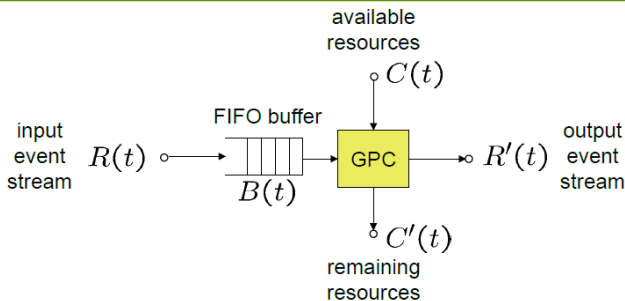 available
resources
C(t)
FIFO buffer
input
event
stream
R(t)
B(t)
GPC
R'(t)
output
event
stream
C'(t)
remaining
resources